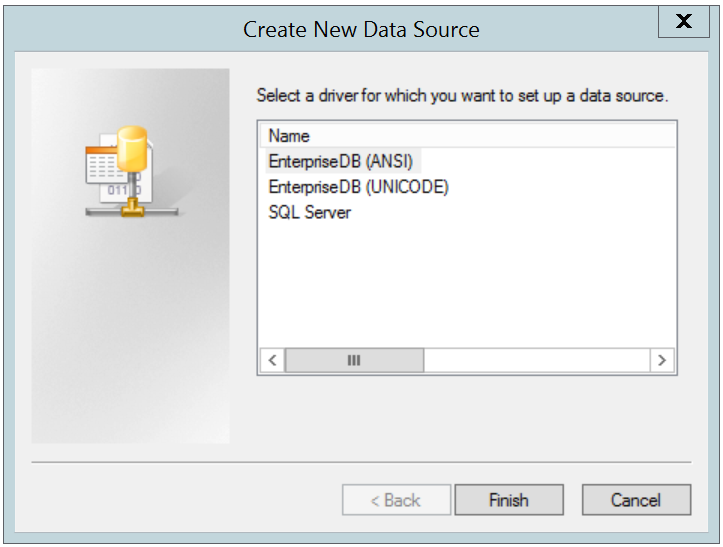 Create New Data Source
X
Select a driver for which you want to set up a data source.
Name
EnterpriseDB (ANSI)
EnterpriseDB (UNICODE)
SQL Server
0110
< Back
Finish
Cancel